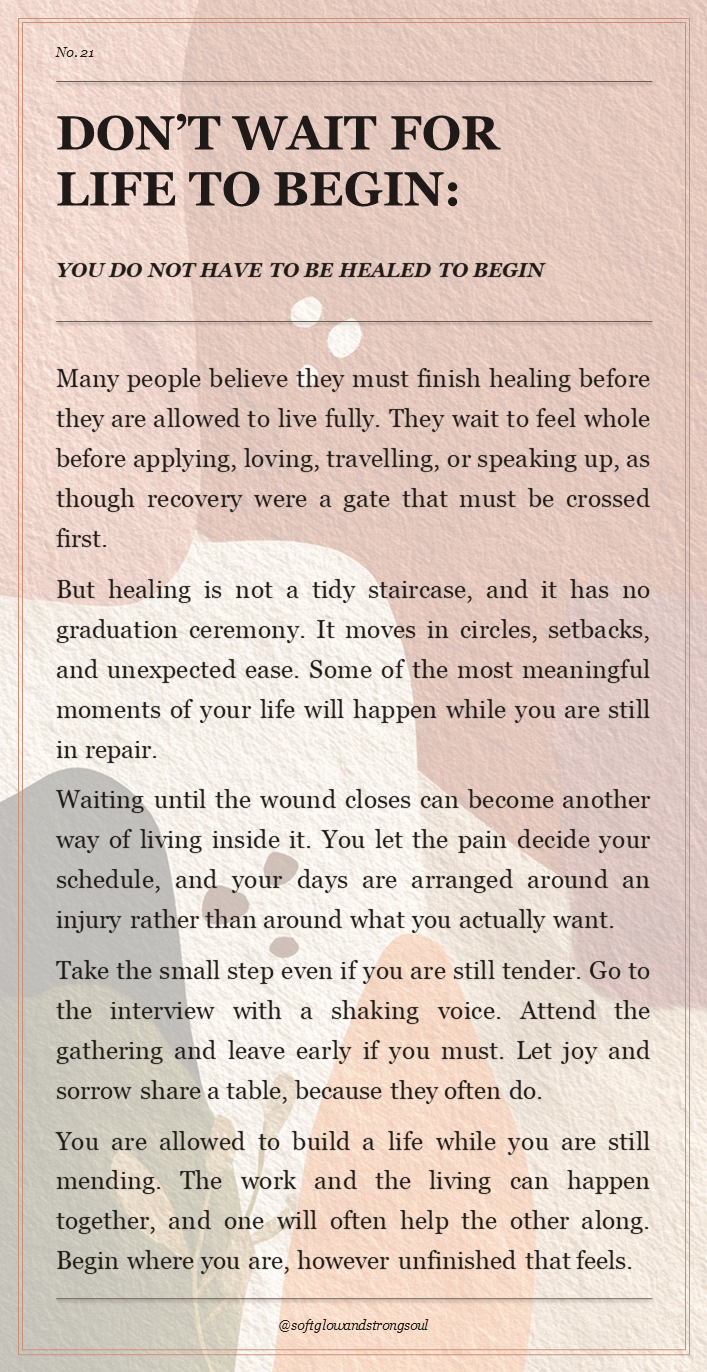 No. 21
DON’T WAIT FOR
LIFE TO BEGIN:
YOU DO NOT HAVE TO BE HEALED TO BEGIN
Many people believe they must finish healing before
they are allowed to live fully. They wait to feel whole
before applying, loving, travelling, or speaking up, as
though recovery were a gate that must be crossed
first.
But healing is not a tidy staircase, and it has no
graduation ceremony. It moves in circles, setbacks,
and unexpected ease. Some of the most meaningful
moments of your life will happen while you are still
in repair.
Waiting until the wound closes can become another
way of living inside it. You let the pain decide your
schedule, and your days are arranged around an
injury rather than around what you actually want.
Take the small step even if you are still tender. Go to
the interview with a shaking voice. Attend the
gathering and leave early if you must. Let joy and
sorrow share a table, because they often do.
You are allowed to build a life while you are still
mending. The work and the living can happen
together, and one will often help the other along.
Begin where you are, however unfinished that feels.
@softglowandstrongsoul